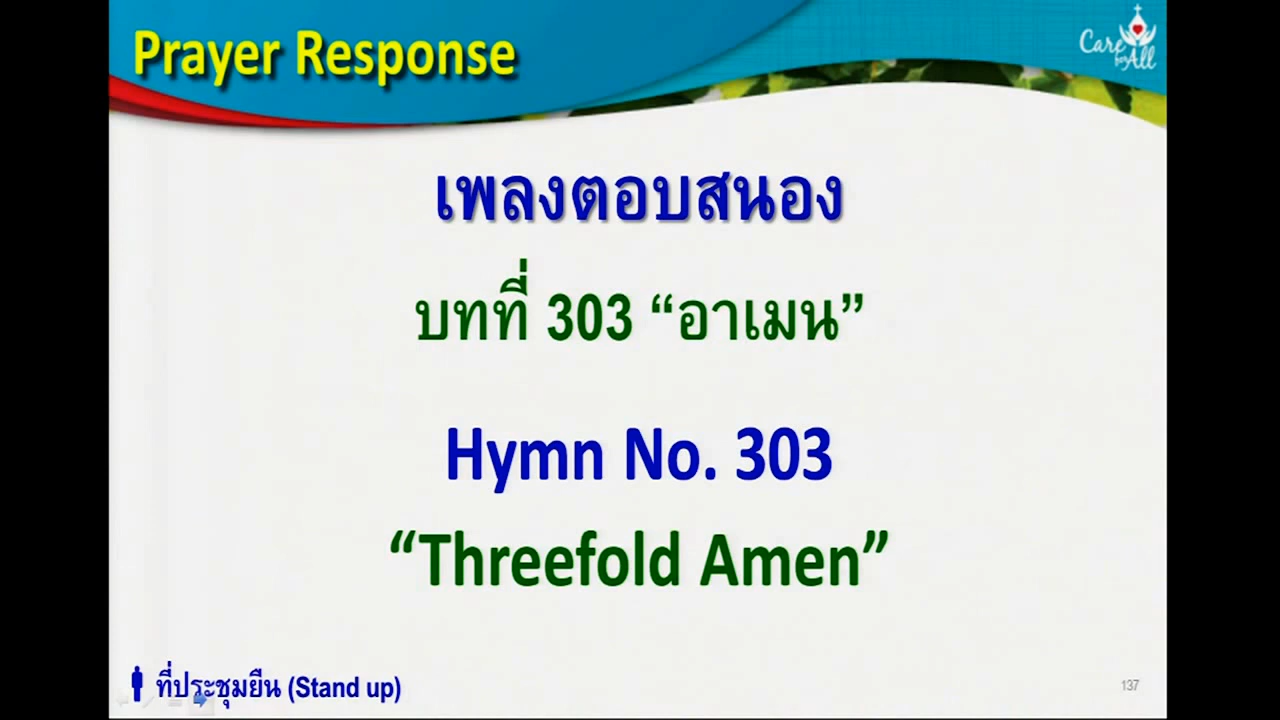 Prayer Response
Care
by All
เพลงตอบสนอง
บทที่ 303 “อาเมน”
Hymn No. 303
“Threefold Amen”
ที่ประชุมยืน (Stand up)
137